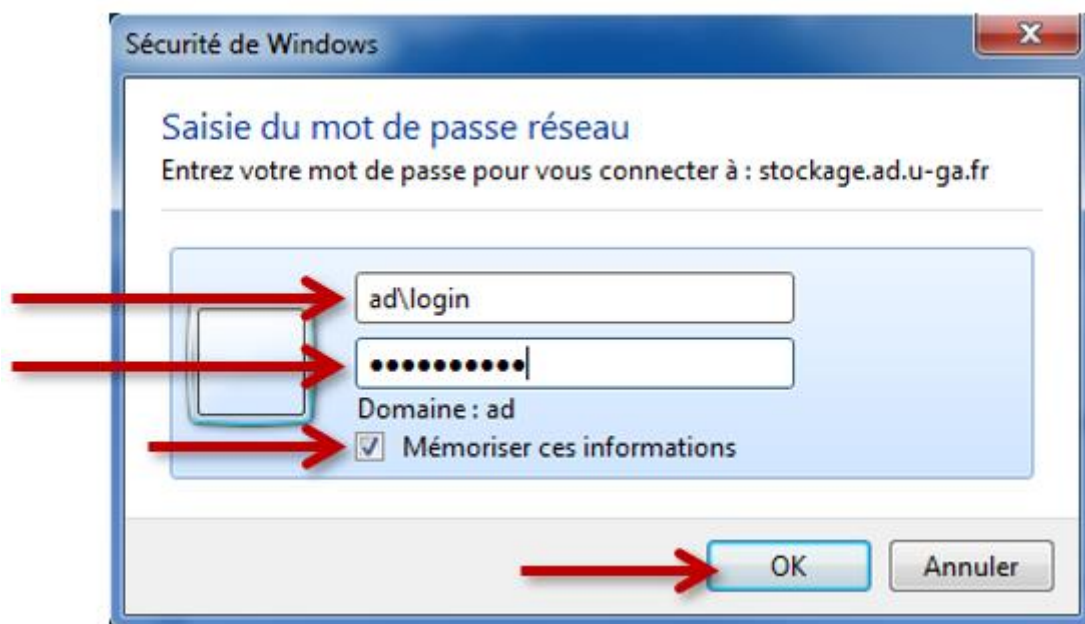 Sécurité de Windows
Saisie du mot de passe réseau
Entrez votre mot de passe pour vous connecter à : stockage.ad.u-ga.fr
ad\login
●●●●●●●●●●
Domaine : ad
Mémoriser ces informations
OK Annuler